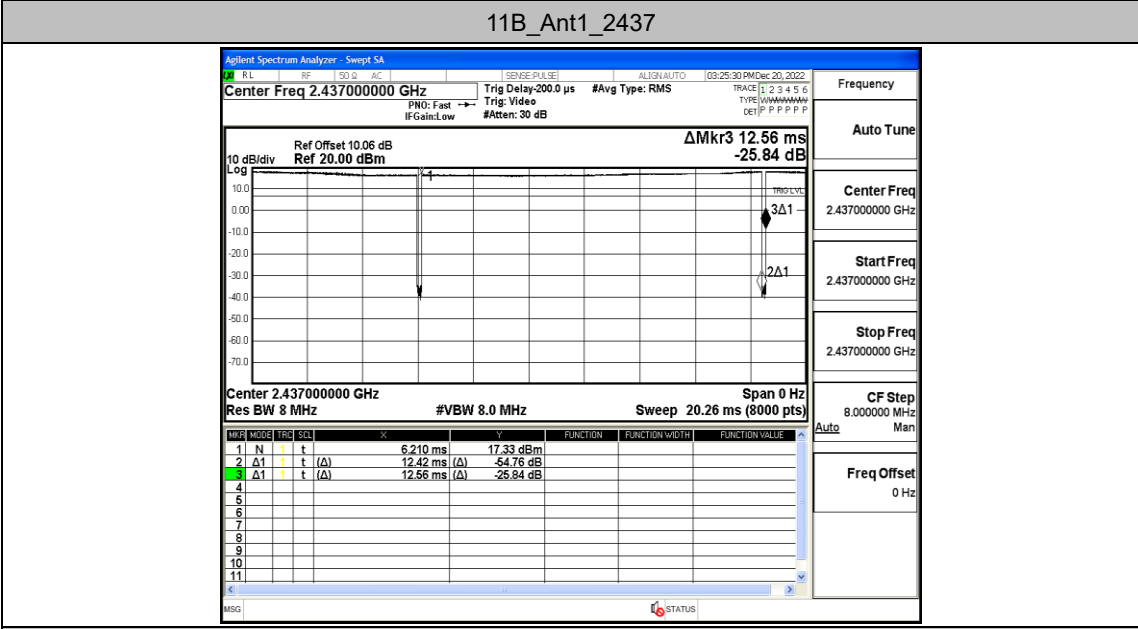 11B_Ant1_2437
Agilent Spectrum Analyzer - Swept SA
RL RF 50 Ω AC SENSE:PULSE ALIGN AUTO 03:25:30 PM Dec 20, 2022
Center Freq 2.437000000 GHz Trig Delay-200.0 µs #Avg Type: RMS TRACE 1 2 3 4 5 6
PNO: Fast Trig: Video TYPE
IFGain:Low #Atten: 30 dB DET P P P P P P
ΔMkr3 12.56 ms
-25.84 dB
Ref Offset 10.06 dB
10 dB/div Ref 20.00 dBm
Log
10.0
0.00
-10.0
-20.0
-30.0
-40.0
-50.0
-60.0
-70.0
1
TRIG LVL
3Δ1
2Δ1
Center 2.437000000 GHz Span 0 Hz
Res BW 8 MHz #VBW 8.0 MHz Sweep 20.26 ms (8000 pts)
MKR MODE TRC SCL X Y FUNCTION FUNCTION WIDTH FUNCTION VALUE
1 N 1 t 6.210 ms 17.33 dBm
2 Δ1 1 t (Δ) 12.42 ms (Δ) -54.76 dB
3 Δ1 1 t (Δ) 12.56 ms (Δ) -25.84 dB
4
5
6
7
8
9
10
11
MSG STATUS
Frequency
Auto Tune
Center Freq
2.437000000 GHz
Start Freq
2.437000000 GHz
Stop Freq
2.437000000 GHz
CF Step
8.000000 MHz
Auto Man
Freq Offset
0 Hz